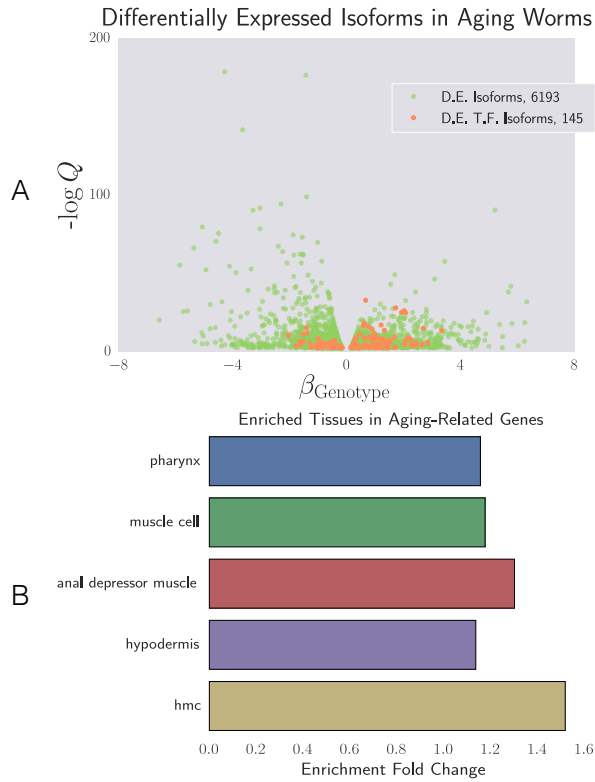 Differentially Expressed Isoforms in Aging Worms
A
200
100
0
-log Q
D.E. Isoforms, 6193
D.E. T.F. Isoforms, 145
−8 −4 0 4 8
βGenotype
B
Enriched Tissues in Aging-Related Genes
pharynx
muscle cell
anal depressor muscle
hypodermis
hmc
0.0 0.2 0.4 0.6 0.8 1.0 1.2 1.4 1.6
Enrichment Fold Change